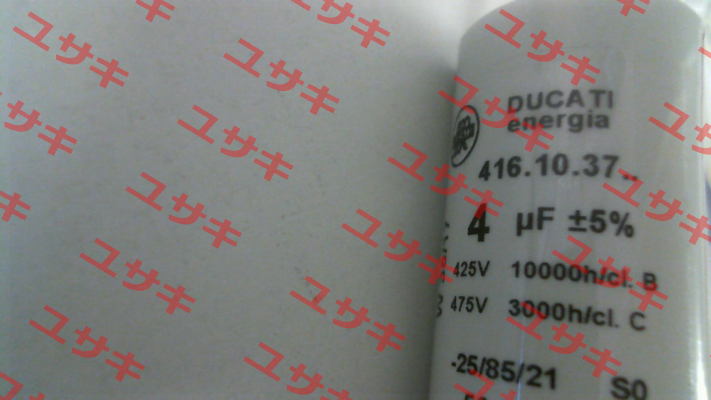 DUCATI
energia
416.10.37..
4 µF ±5%
425V 10000h/cl. B
475V 3000h/cl. C
-25/85/21 S0
ユサキ